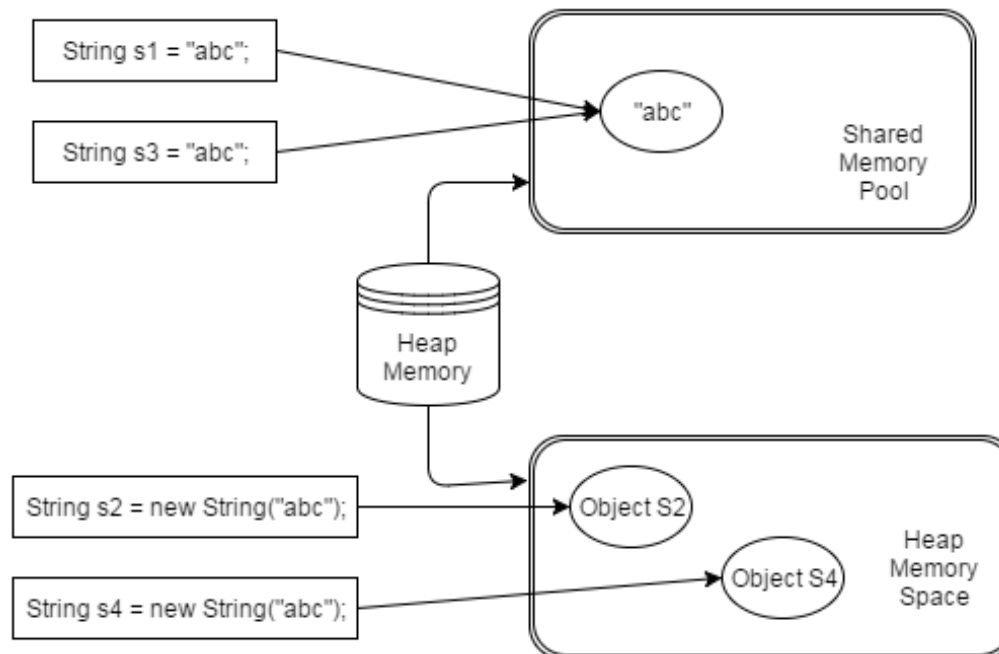 String s1 = "abc";
"abc"
String s3 = "abc";
Shared
Memory
Pool
Heap
Memory
String s2 = new String("abc");
Object S2
Heap
Memory
Space
Object S4
String s4 = new String("abc");